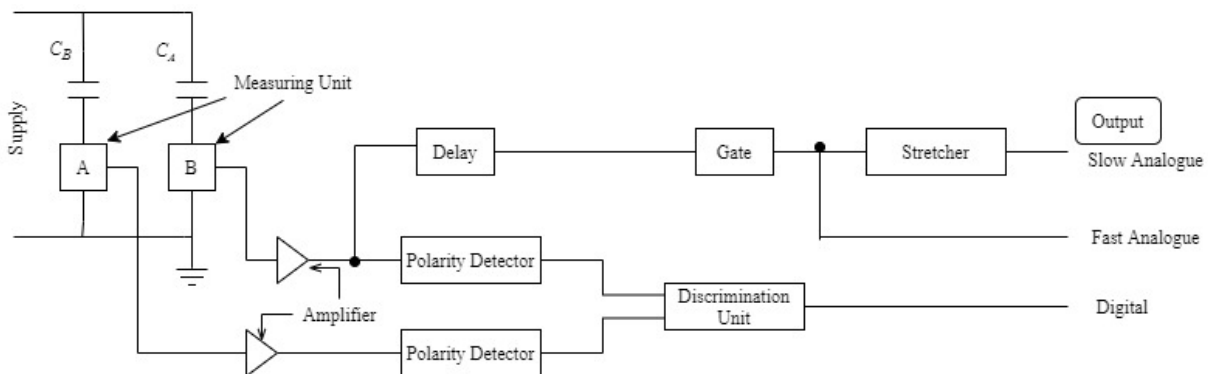 C_B
C_A
Measuring Unit
Supply
A
B
Delay
Gate
Stretcher
Output
Slow Analogue
Fast Analogue
Polarity Detector
Discrimination
Unit
Digital
Amplifier
Polarity Detector